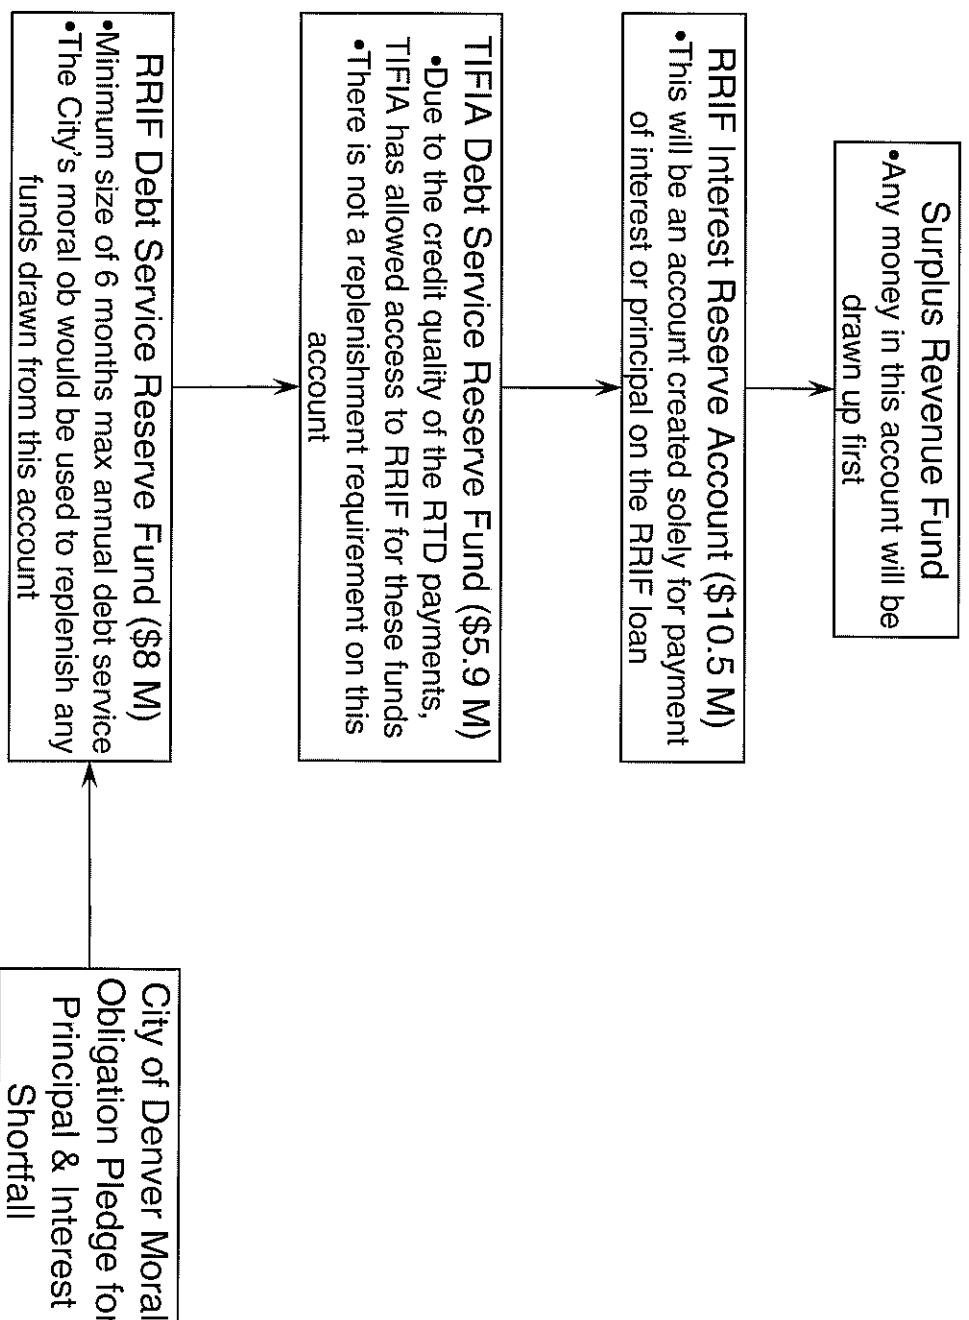 Surplus Revenue Fund
•Any money in this account will be
drawn up first
RRIF Interest Reserve Account ($10.5 M)
•This will be an account created solely for payment
of interest or principal on the RRIF loan
TIFIA Debt Service Reserve Fund ($5.9 M)
•Due to the credit quality of the RTD payments,
TIFIA has allowed access to RRIF for these funds
•There is not a replenishment requirement on this
account
RRIF Debt Service Reserve Fund ($8 M)
•Minimum size of 6 months max annual debt service
•The City's moral ob would be used to replenish any
funds drawn from this account
City of Denver Moral
Obligation Pledge for
Principal & Interest
Shortfall